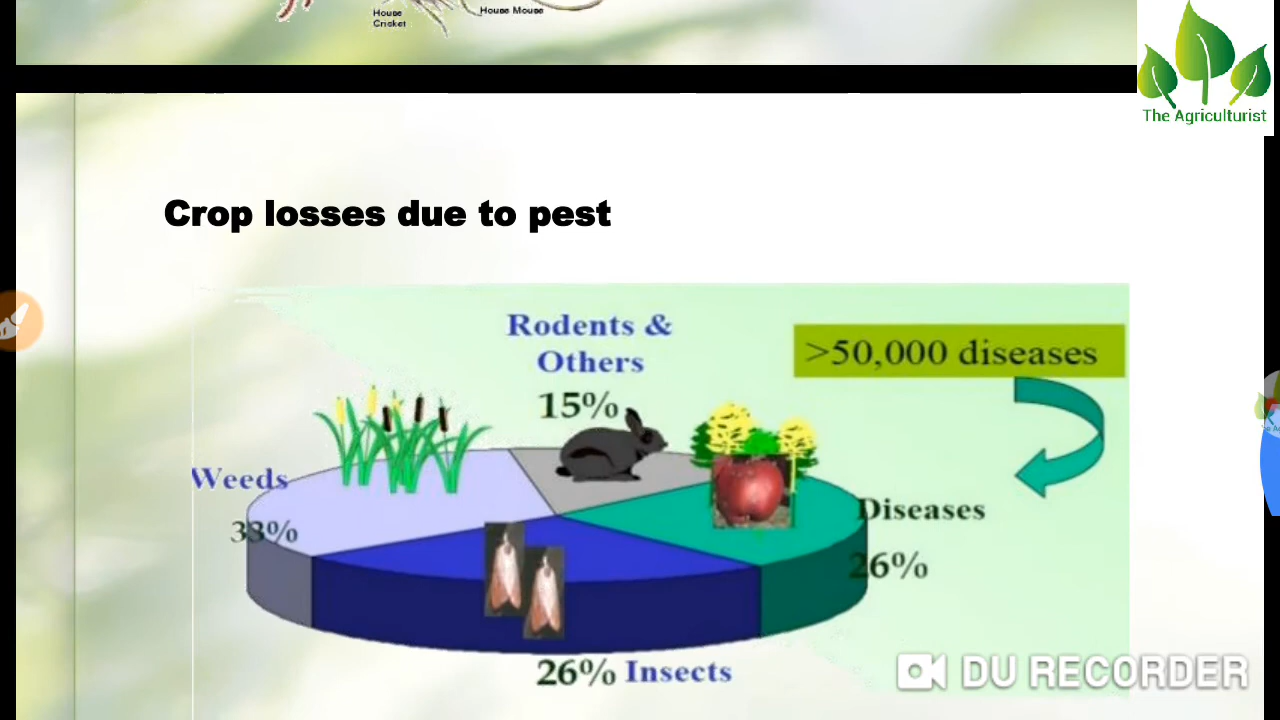 House
Cricket
House Mouse
The Agriculturist
Crop losses due to pest
Rodents &
Others
15%
>50,000 diseases
Weeds
33%
Diseases
26%
26% Insects
DU RECORDER